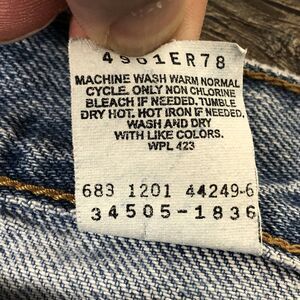 4501ER78
MACHINE WASH WARM NORMAL
CYCLE. ONLY NON CHLORINE
BLEACH IF NEEDED. TUMBLE
DRY HOT. HOT IRON IF NEEDED.
WASH AND DRY
WITH LIKE COLORS.
WPL 423
683 1201 44249-6
34505-1836